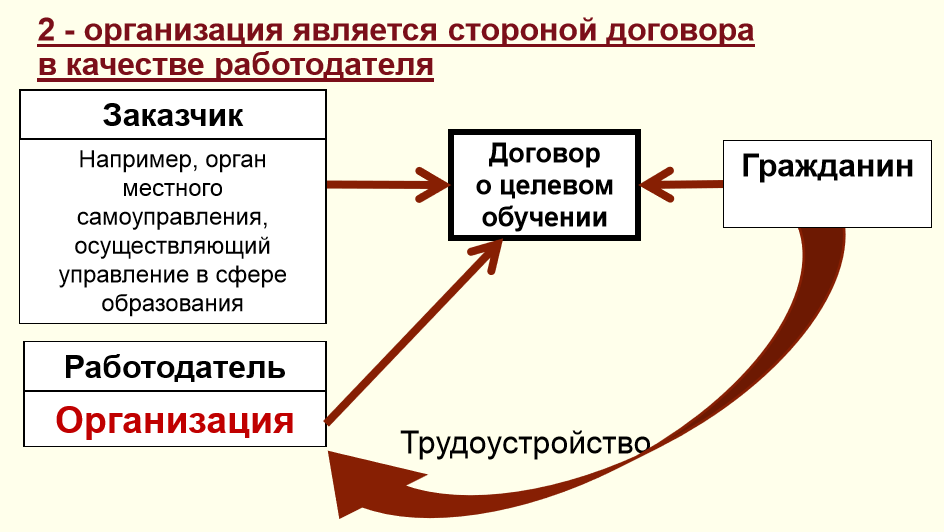 2 - организация является стороной договора
в качестве работодателя
Заказчик
Например, орган
местного
самоуправления,
осуществляющий
управление в сфере
образования
Договор
о целевом
обучении
Гражданин
Работодатель
Организация
Трудоустройство